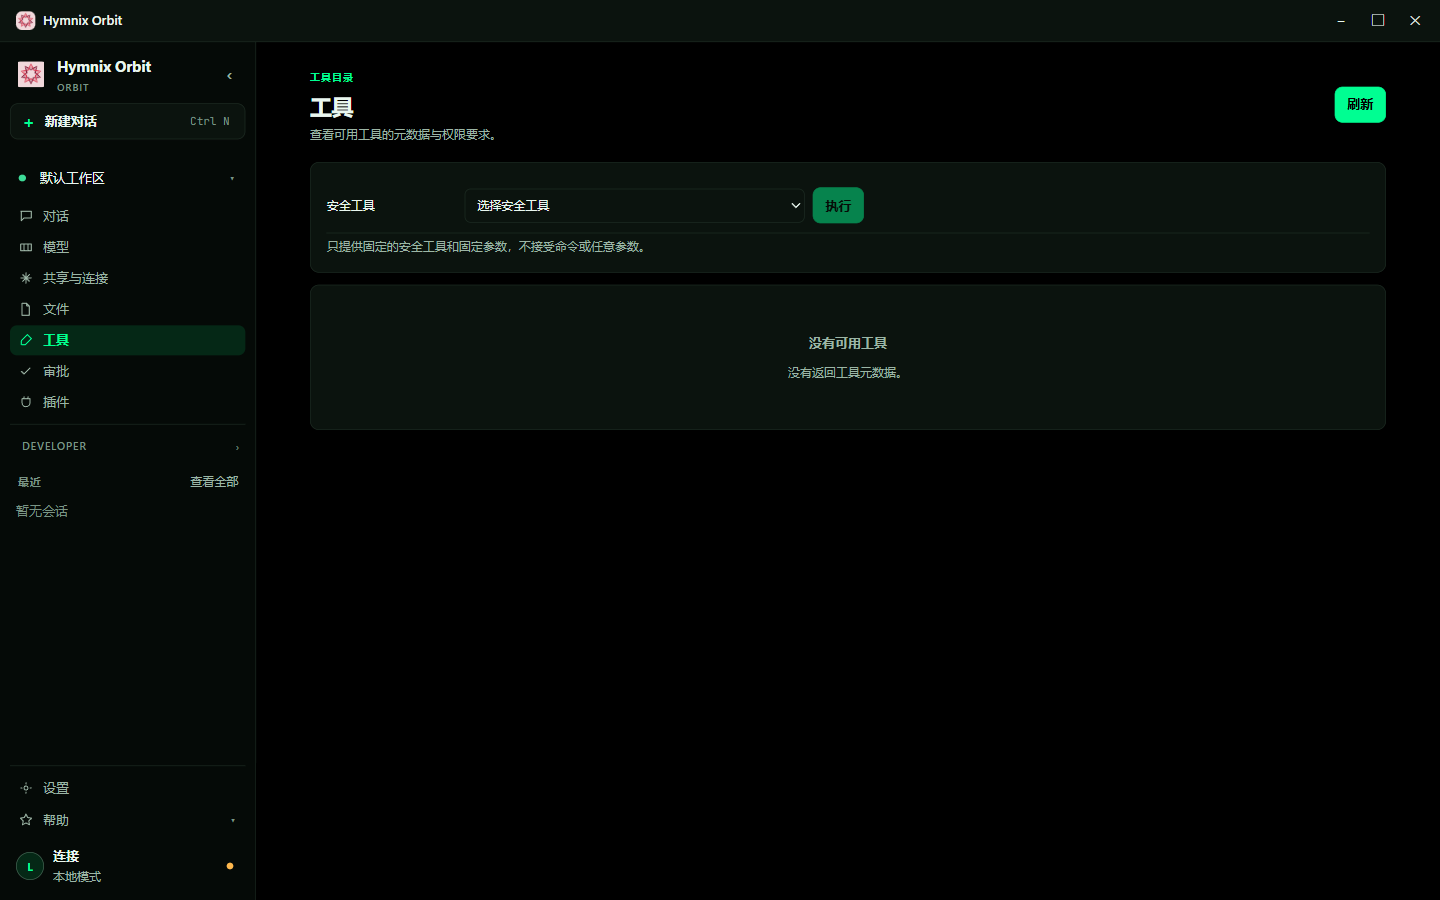 Hymnix Orbit
Hymnix Orbit
ORBIT
新建对话 Ctrl N
默认工作区
对话
模型
共享与连接
文件
工具
审批
插件
DEVELOPER
最近 查看全部
暂无会话
设置
帮助
L
连接
本地模式
工具目录
工具
查看可用工具的元数据与权限要求。
刷新
安全工具 选择安全工具 执行
只提供固定的安全工具和固定参数，不接受命令或任意参数。
没有可用工具
没有返回工具元数据。